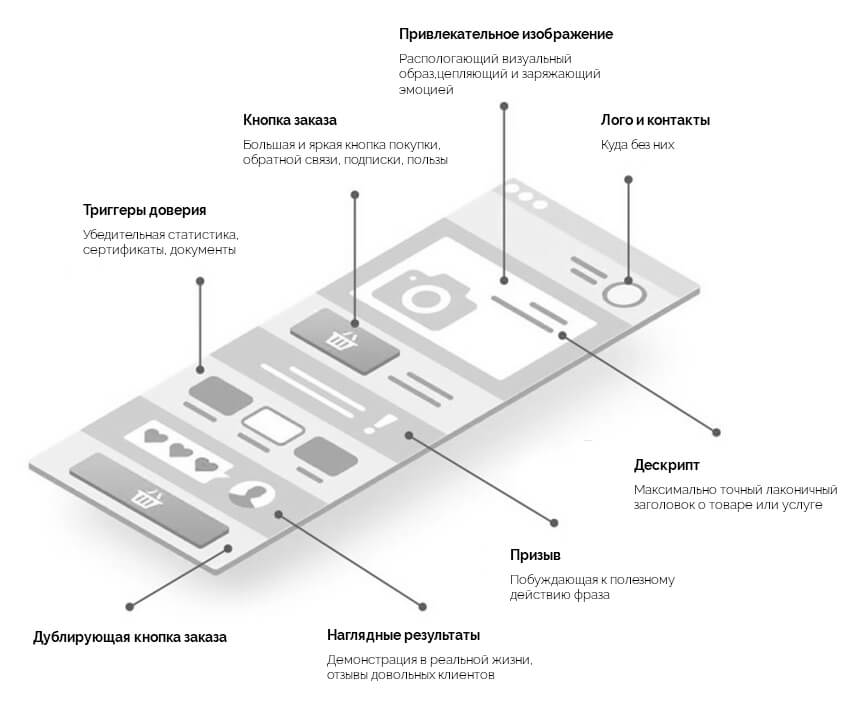 Привлекательное изображение
Распологающий визуальный
образ,цепляющий и заряжающий
эмоцией
Кнопка заказа
Большая и яркая кнопка покупки,
обратной связи, подписки, пользы
Лого и контакты
Куда без них
Триггеры доверия
Убедительная статистика,
сертификаты, документы
Дескрипт
Максимально точный лаконичный
заголовок о товаре или услуге
Призыв
Побуждающая к полезному
действию фраза
Дублирующая кнопка заказа
Наглядные результаты
Демонстрация в реальной жизни,
отзывы довольных клиентов